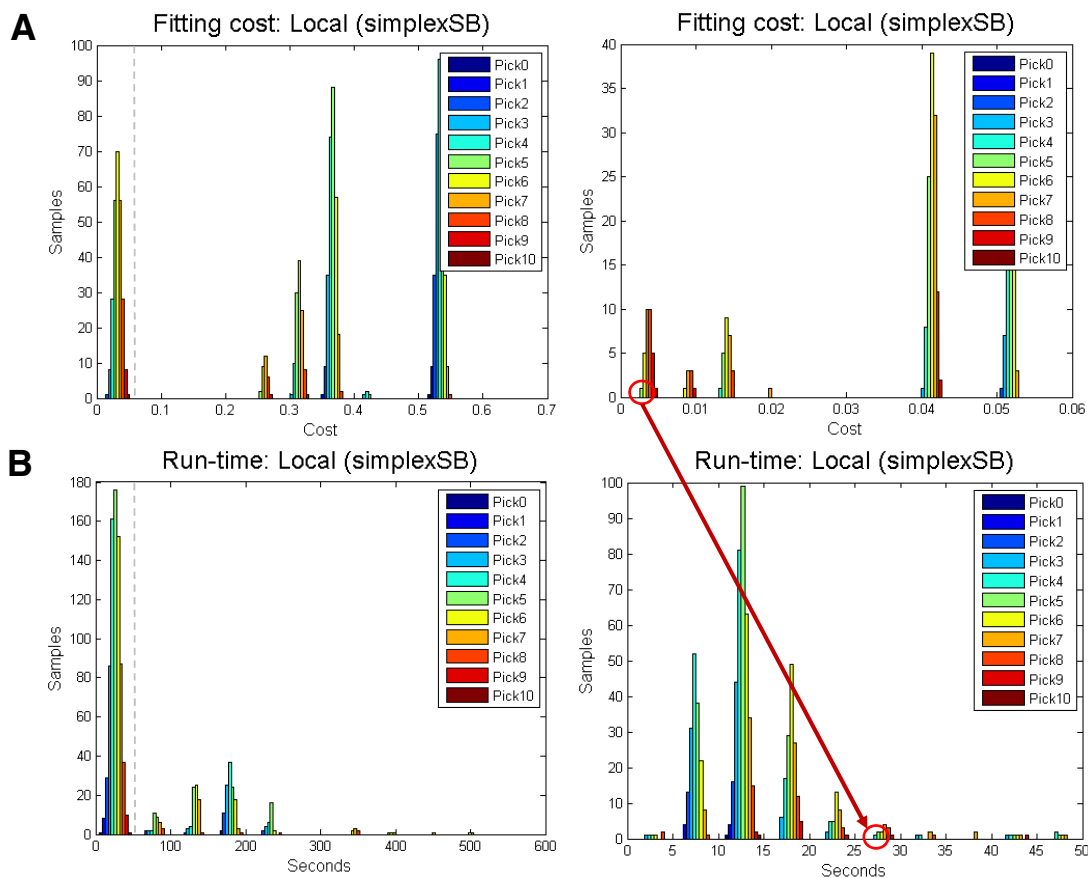 A
Fitting cost: Local (simplexSB)
100
90
80
70
60
50
40
30
20
10
0
Samples
0 0.1 0.2 0.3 0.4 0.5 0.6 0.7
Cost
Pick0
Pick1
Pick2
Pick3
Pick4
Pick5
Pick6
Pick7
Pick8
Pick9
Pick10
Fitting cost: Local (simplexSB)
40
35
30
25
20
15
10
5
0
Samples
0 0.01 0.02 0.03 0.04 0.05 0.06
Cost
Pick0
Pick1
Pick2
Pick3
Pick4
Pick5
Pick6
Pick7
Pick8
Pick9
Pick10
B
Run-time: Local (simplexSB)
180
160
140
120
100
80
60
40
20
0
Samples
0 100 200 300 400 500 600
Seconds
Pick0
Pick1
Pick2
Pick3
Pick4
Pick5
Pick6
Pick7
Pick8
Pick9
Pick10
Run-time: Local (simplexSB)
100
90
80
70
60
50
40
30
20
10
0
Samples
0 5 10 15 20 25 30 35 40 45 50
Seconds
Pick0
Pick1
Pick2
Pick3
Pick4
Pick5
Pick6
Pick7
Pick8
Pick9
Pick10